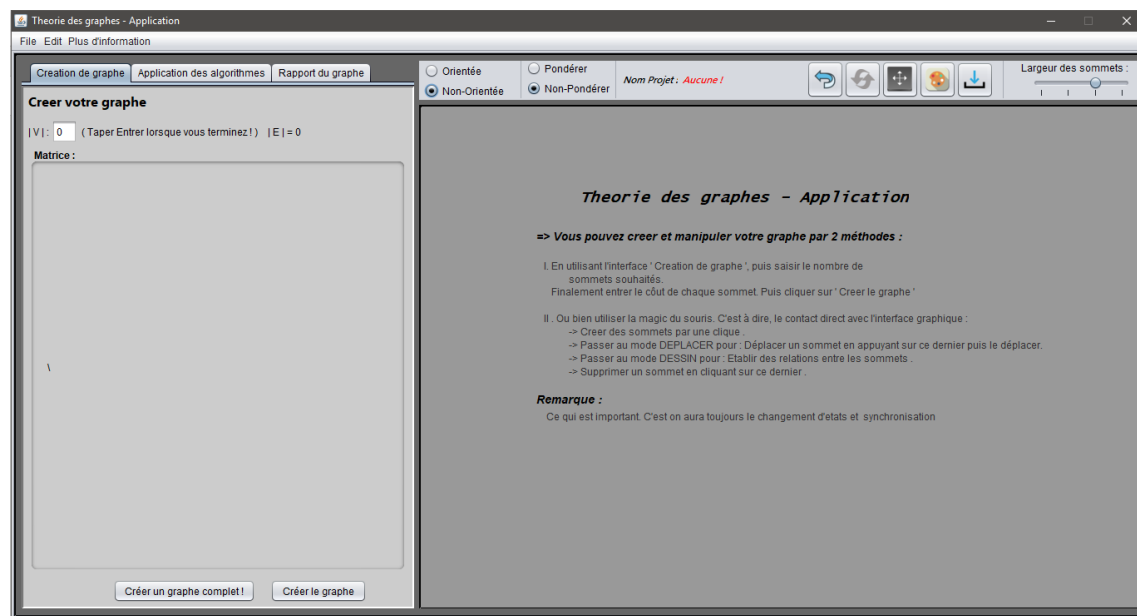 Theorie des graphes - Application
File Edit Plus d'information
Creation de graphe Application des algorithmes Rapport du graphe
Orientée
Non-Orientée
Pondérer
Non-Pondérer
Nom Projet : Aucune !
Largeur des sommets :
Creer votre graphe
|V| : 0 ( Taper Entrer lorsque vous terminez ! ) |E| = 0
Matrice :
\
Créer un graphe complet ! Créer le graphe
Theorie des graphes - Application
=> Vous pouvez creer et manipuler votre graphe par 2 méthodes :
I. En utilisant l'interface ' Creation de graphe ', puis saisir le nombre de
sommets souhaités.
Finalement entrer le côut de chaque sommet. Puis cliquer sur ' Creer le graphe '
II . Ou bien utiliser la magic du souris. C'est à dire, le contact direct avec l'interface graphique :
-> Creer des sommets par une clique .
-> Passer au mode DEPLACER pour : Déplacer un sommet en appuyant sur ce dernier puis le déplacer.
-> Passer au mode DESSIN pour : Etablir des relations entre les sommets .
-> Supprimer un sommet en cliquant sur ce dernier .
Remarque :
Ce qui est important. C'est on aura toujours le changement d'etats et synchronisation